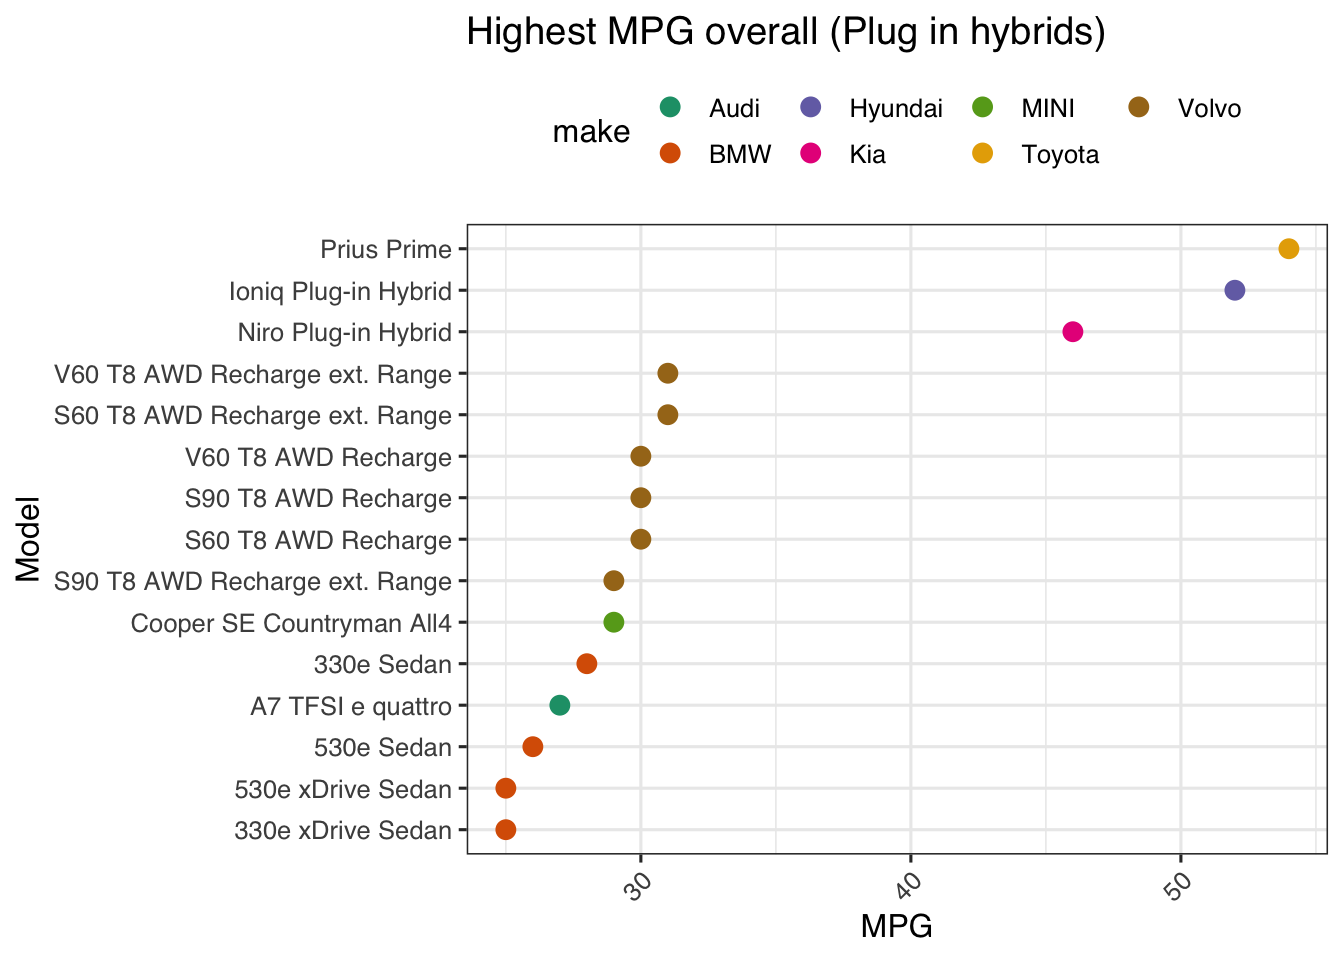 Highest MPG overall (Plug in hybrids)
make
Audi Hyundai MINI Volvo
BMW Kia Toyota
Model
Prius Prime
Ioniq Plug-in Hybrid
Niro Plug-in Hybrid
V60 T8 AWD Recharge ext. Range
S60 T8 AWD Recharge ext. Range
V60 T8 AWD Recharge
S90 T8 AWD Recharge
S60 T8 AWD Recharge
S90 T8 AWD Recharge ext. Range
Cooper SE Countryman All4
330e Sedan
A7 TFSI e quattro
530e Sedan
530e xDrive Sedan
330e xDrive Sedan
30 40 50
MPG